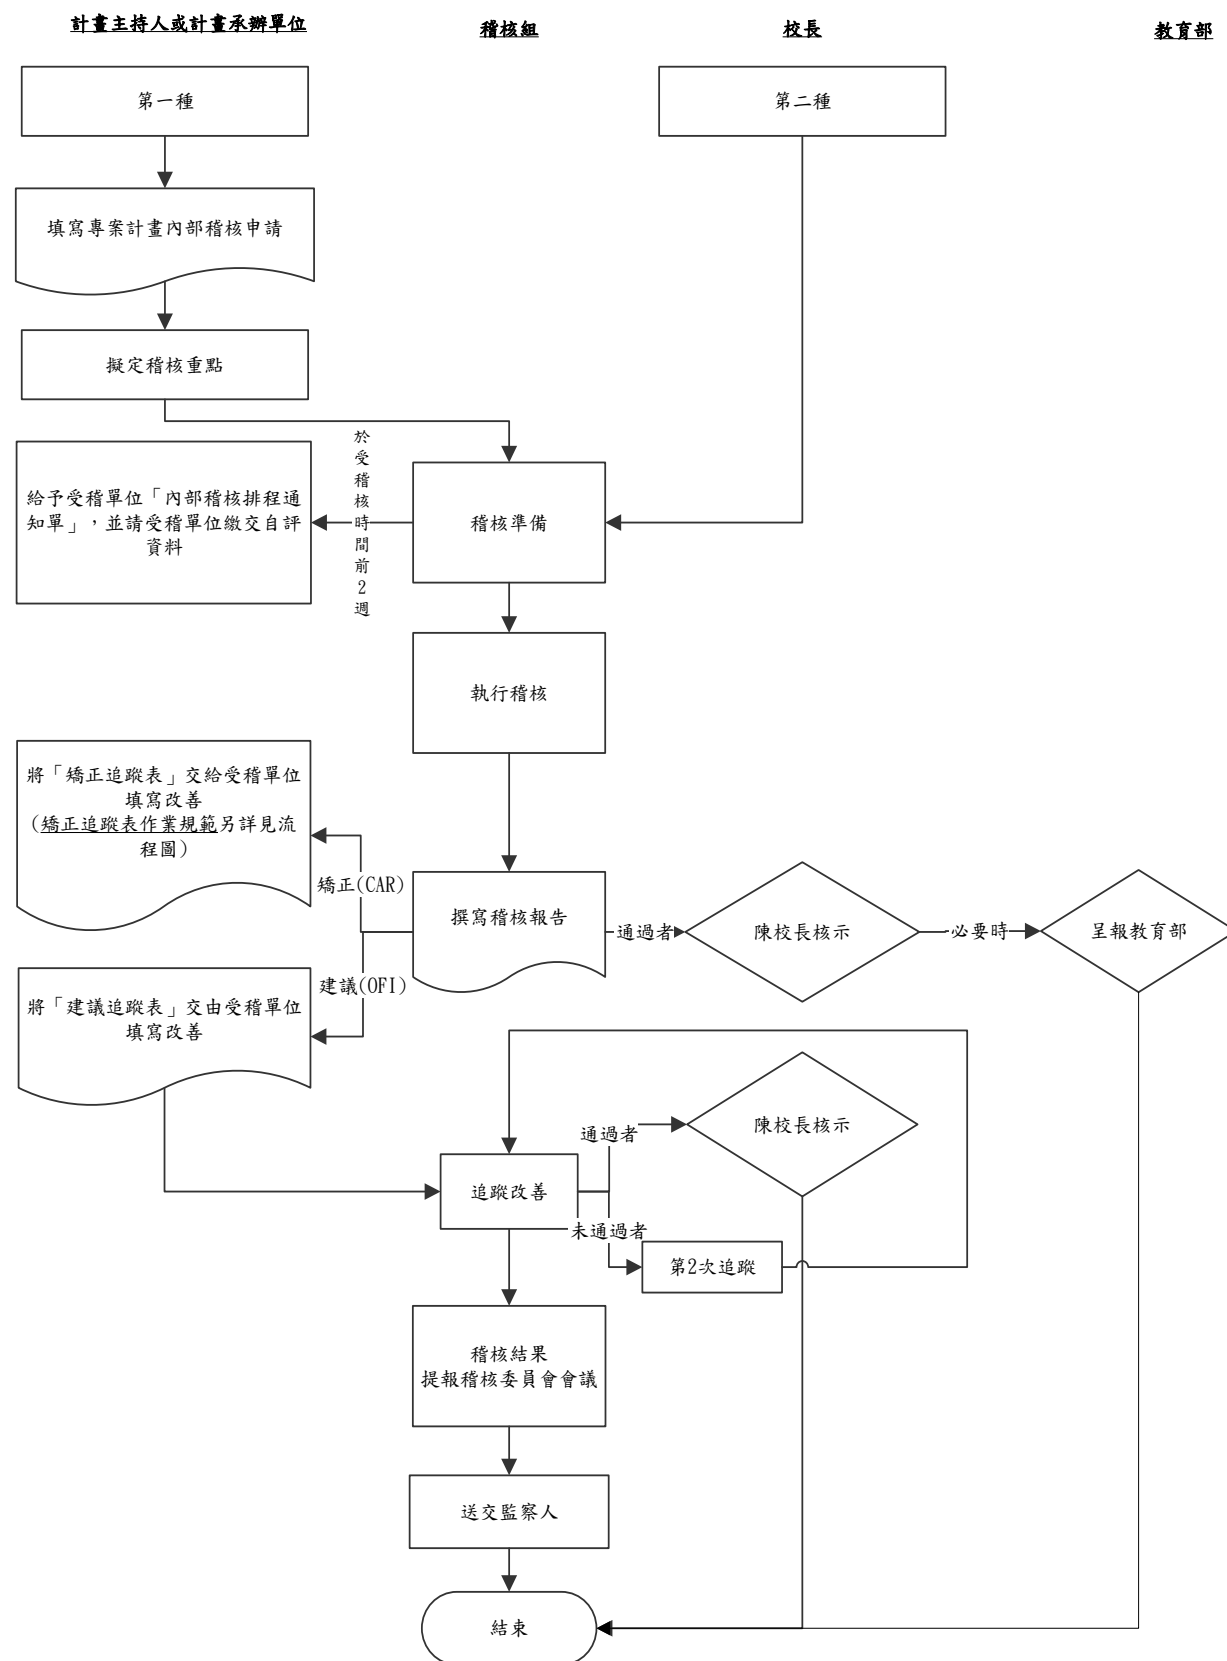 計畫主持人或計畫承辦單位
稽核組
校長
教育部
第一種
第二種
填寫專案計畫內部稽核申請
擬定稽核重點
於受稽核時間前2週
給予受稽單位「內部稽核排程通
知單」，並請受稽單位繳交自評
資料
稽核準備
執行稽核
將「矯正追蹤表」交給受稽單位
填寫改善
(矯正追蹤表作業規範另詳見流
程圖)
矯正(CAR)
撰寫稽核報告
通過者
陳校長核示
必要時
呈報教育部
建議(OFI)
將「建議追蹤表」交由受稽單位
填寫改善
通過者
陳校長核示
追蹤改善
未通過者
第2次追蹤
稽核結果
提報稽核委員會會議
送交監察人
結束